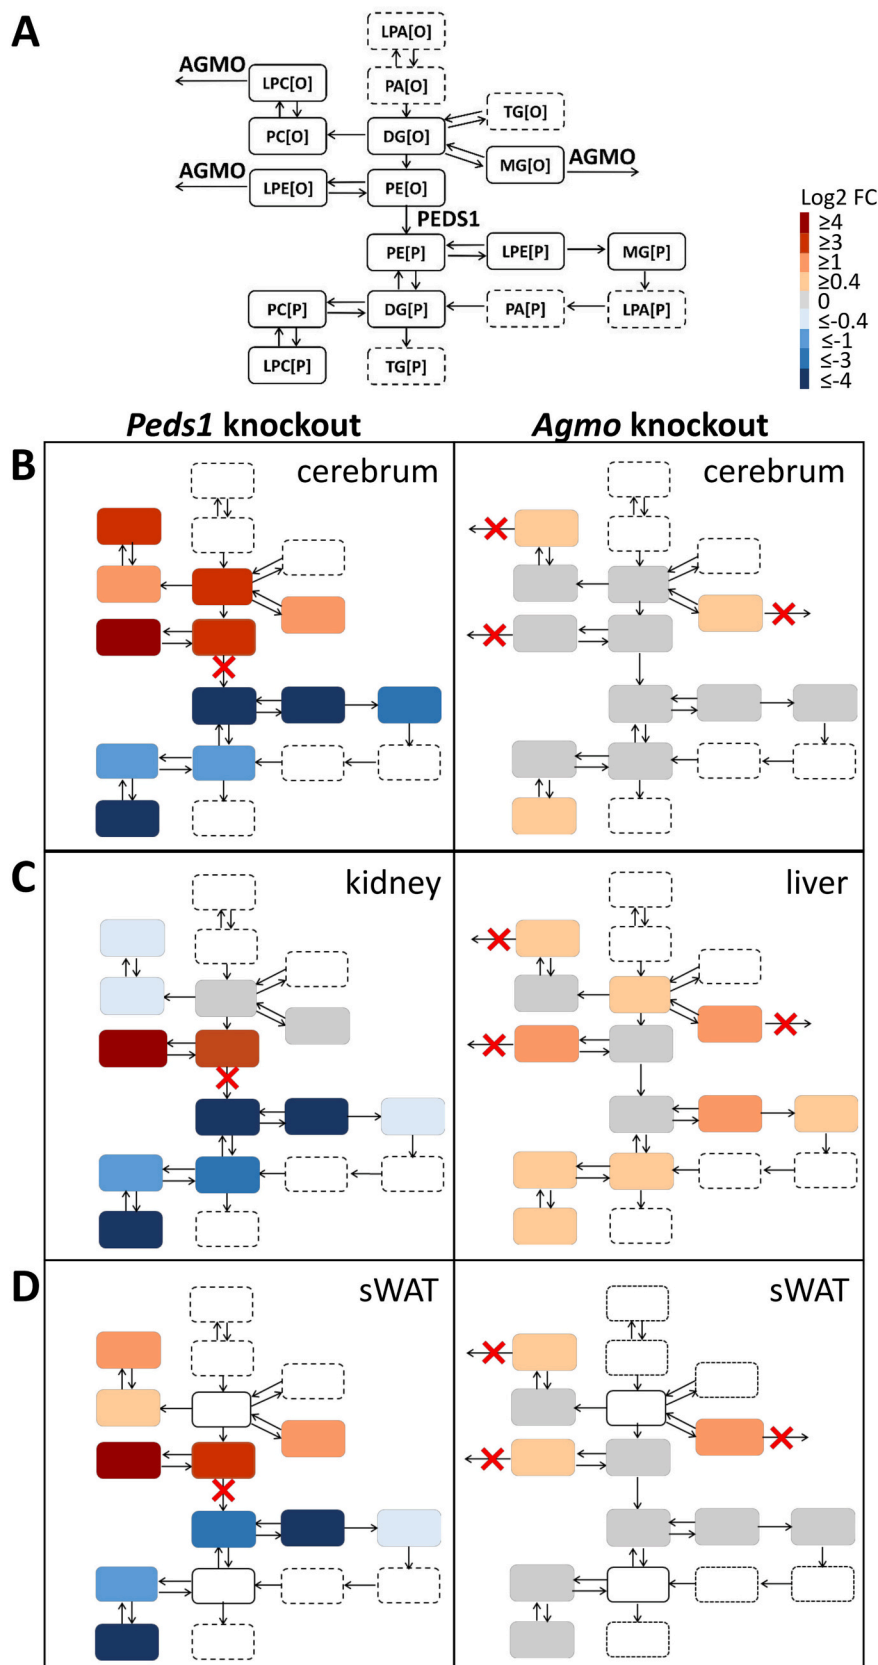 A
LPA[O]
AGMO
LPC[O]
PA[O]
TG[O]
PC[O]
DG[O]
AGMO
MG[O]
AGMO
LPE[O]
PE[O]
Log2 FC
PEDS1
≥4
≥3
PE[P]
LPE[P]
MG[P]
≥1
≥0.4
PC[P]
DG[P]
PA[P]
LPA[P]
0
≤-0.4
≤-1
LPC[P]
TG[P]
≤-3
≤-4
Peds1 knockout
Agmo knockout
B
cerebrum
cerebrum
C
kidney
liver
D
sWAT
sWAT